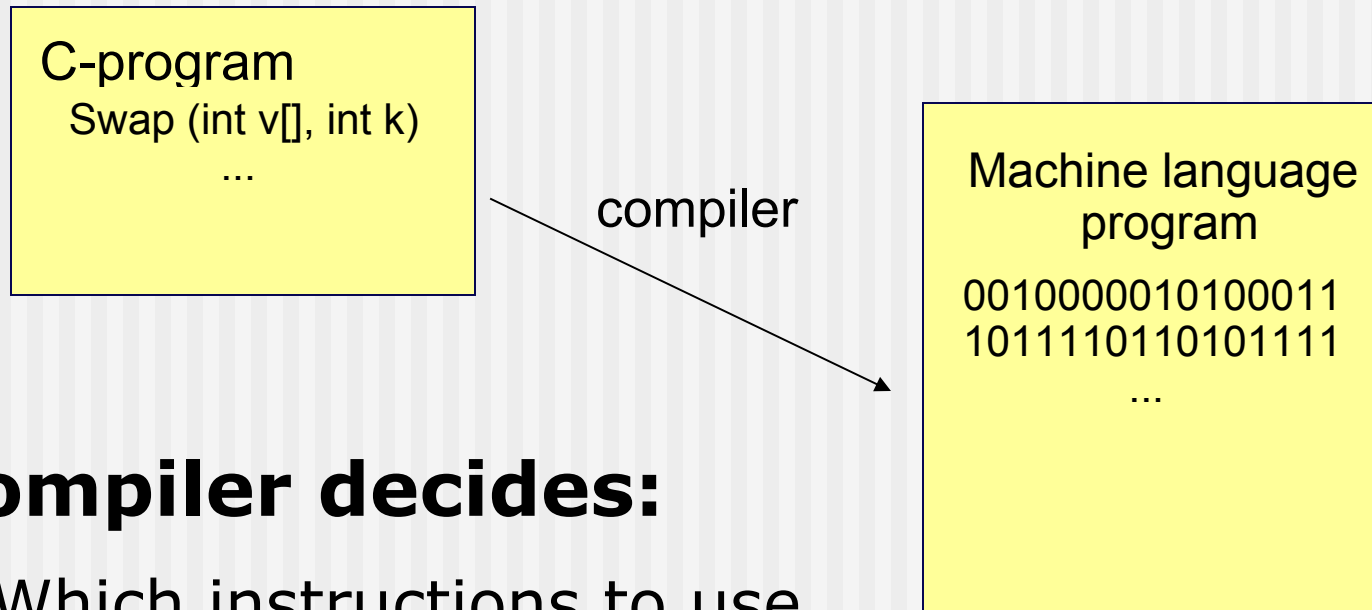 C-program
Swap (int v[], int k)
...
compiler
Machine language
program
0010000010100011
1011110110101111
...
ompiler decides:
Which instructions to use